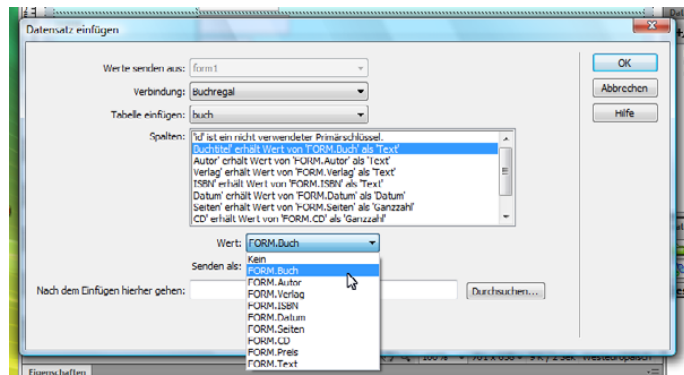 Datensatz einfügen
Werte senden aus: form1
OK
Verbindung: Buchregal
Abbrechen
Tabelle einfügen: buch
Hilfe
Spalten: 'id' ist ein nicht verwendeter Primärschlüssel.
Buchtitel' erhält Wert von 'FORM.Buch' als 'Text'
Autor' erhält Wert von 'FORM.Autor' als 'Text'
Verlag' erhält Wert von 'FORM.Verlag' als 'Text'
ISBN' erhält Wert von 'FORM.ISBN' als 'Text'
Datum' erhält Wert von 'FORM.Datum' als 'Datum'
Seiten' erhält Wert von 'FORM.Seiten' als 'Ganzzahl'
CD' erhält Wert von 'FORM.CD' als 'Ganzzahl'
Wert: FORM.Buch
Kein
Senden als: FORM.Buch
FORM.Autor
Nach dem Einfügen hierher gehen: FORM.Verlag Durchsuchen...
FORM.ISBN
FORM.Datum
FORM.Seiten
FORM.CD
FORM.Preis
FORM.Text
Eigenschaften